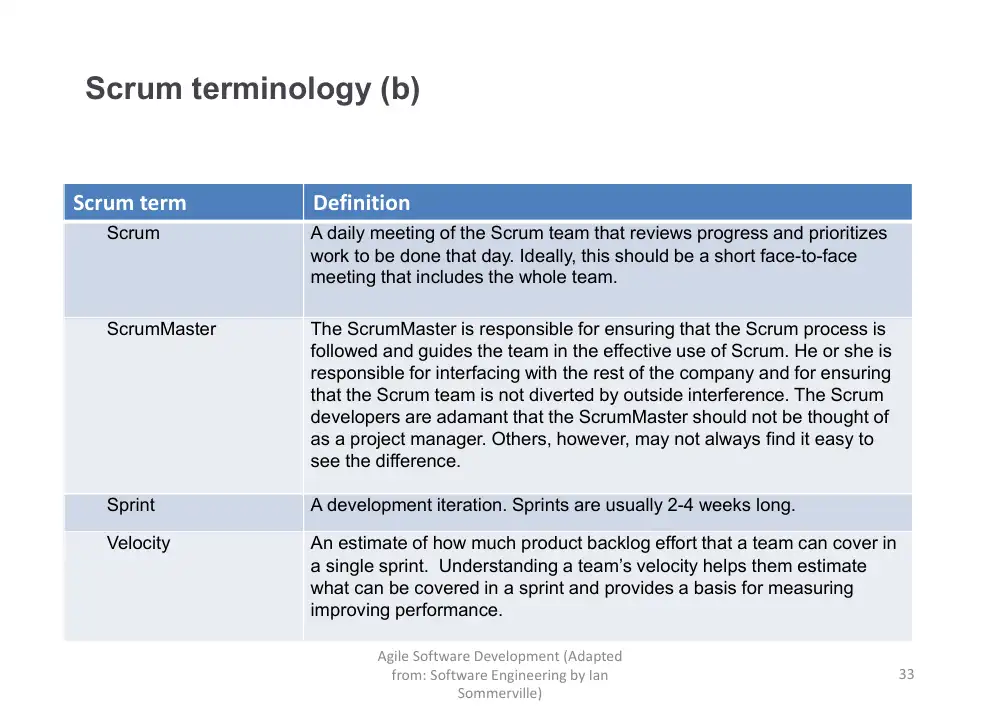 Scrum terminology (b)
Scrum term
Definition
Scrum
A daily meeting of the Scrum team that reviews progress and prioritizes
work to be done that day. Ideally, this should be a short face-to-face
meeting that includes the whole team.
ScrumMaster
The ScrumMaster is responsible for ensuring that the Scrum process is
followed and guides the team in the effective use of Scrum. He or she is
responsible for interfacing with the rest of the company and for ensuring
that the Scrum team is not diverted by outside interference. The Scrum
developers are adamant that the ScrumMaster should not be thought of
as a project manager. Others, however, may not always find it easy to
see the difference.
Sprint
A development iteration. Sprints are usually 2-4 weeks long.
Velocity
An estimate of how much product backlog effort that a team can cover in
a single sprint.  Understanding a team’s velocity helps them estimate
what can be covered in a sprint and provides a basis for measuring
improving performance.
Agile Software Development (Adapted
from: Software Engineering by Ian
Sommerville)
33